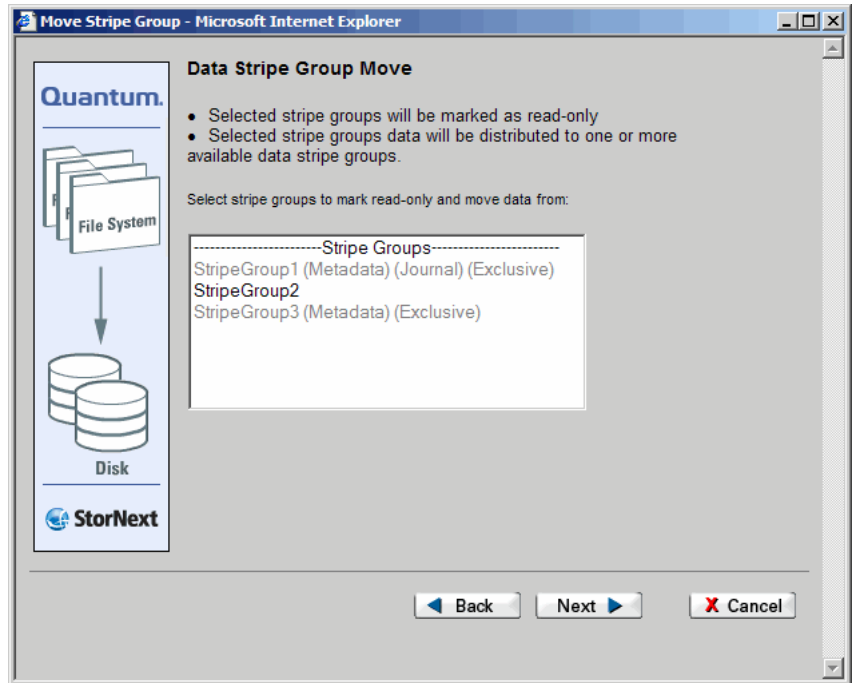 Move Stripe Group - Microsoft Internet Explorer
Quantum.
File System
Disk
StorNext
Data Stripe Group Move
• Selected stripe groups will be marked as read-only
• Selected stripe groups data will be distributed to one or more
available data stripe groups.
Select stripe groups to mark read-only and move data from:
------------------------Stripe Groups------------------------
StripeGroup1 (Metadata) (Journal) (Exclusive)
StripeGroup2
StripeGroup3 (Metadata) (Exclusive)
Back
Next
X Cancel